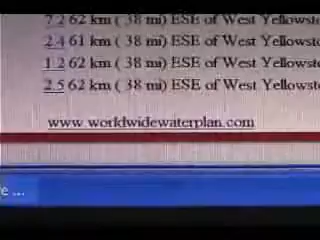 7.2 62 km ( 38 mi) ESE of West Yellowsto
2.4 61 km ( 38 mi) ESE of West Yellowsto
1.2 62 km ( 38 mi) ESE of West Yellowsto
2.5 62 km ( 38 mi) ESE of West Yellowsto
www.worldwidewaterplan.com
e ...